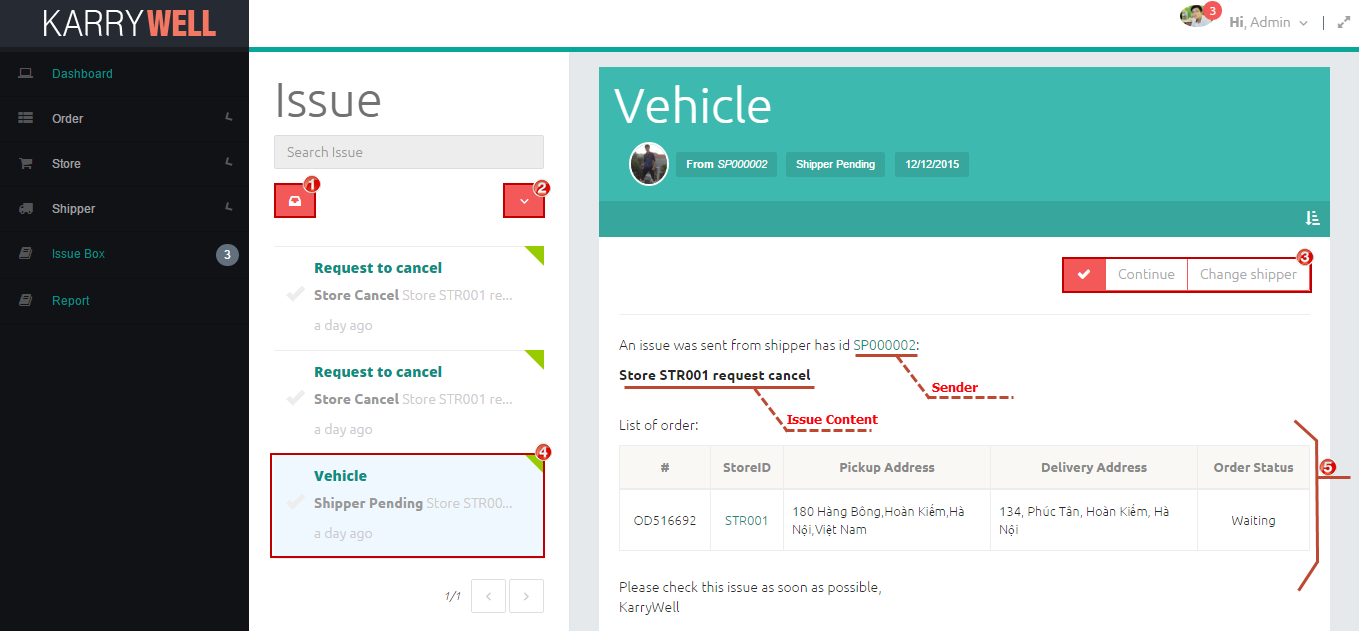 KARRYWELL
3
Hi, Admin
Dashboard
Order
Store
Shipper
Issue Box
3
Report
Issue
Search Issue
1
2
Request to cancel
Store Cancel Store STR001 re...
a day ago
Request to cancel
Store Cancel Store STR001 re...
a day ago
4
Vehicle
Shipper Pending Store STR00...
a day ago
1/1
Vehicle
From SP000002
Shipper Pending
12/12/2015
3
Continue
Change shipper
An issue was sent from shipper has id SP000002:
Sender
Store STR001 request cancel
Issue Content
List of order:
# StoreID Pickup Address Delivery Address Order Status
OD516692 STR001 180 Hàng Bông,Hoàn Kiếm,Hà Nội,Việt Nam 134, Phúc Tân, Hoàn Kiếm, Hà Nội Waiting
5
Please check this issue as soon as possible,
KarryWell